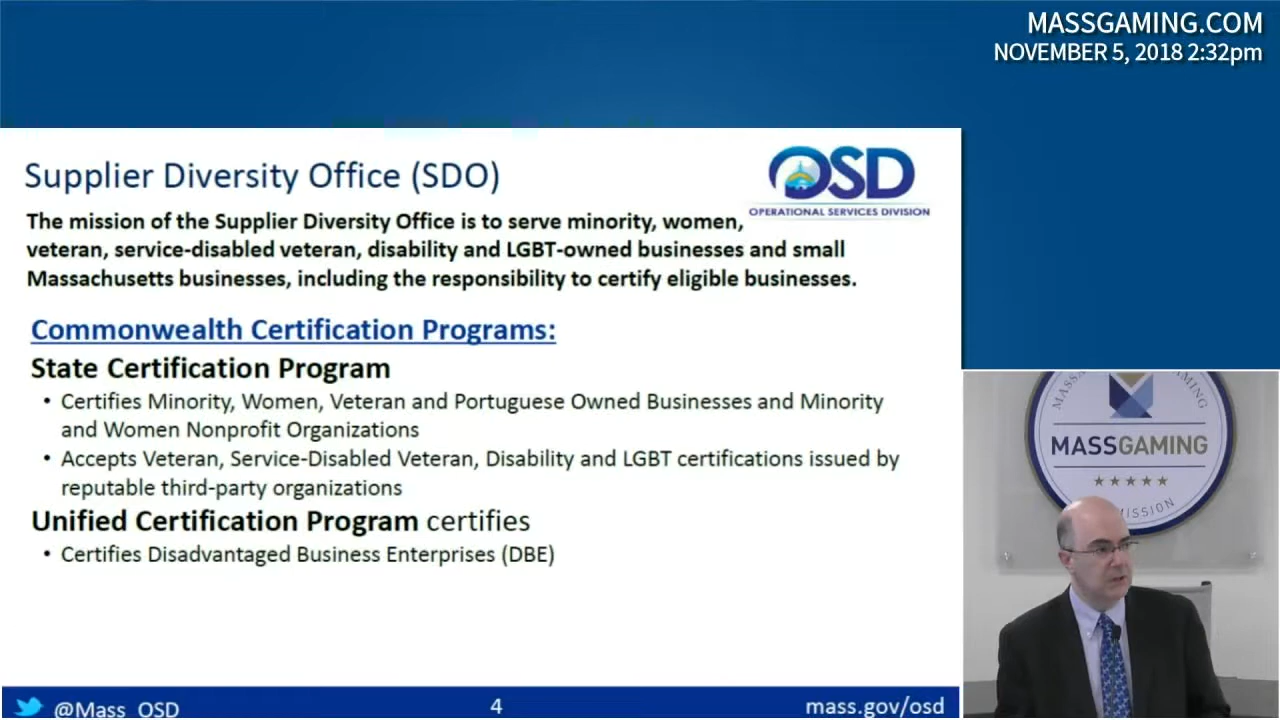 MASSGAMING.COM
NOVEMBER 5, 2018 2:32pm
Supplier Diversity Office (SDO)
OSD
OPERATIONAL SERVICES DIVISION
The mission of the Supplier Diversity Office is to serve minority, women,
veteran, service-disabled veteran, disability and LGBT-owned businesses and small
Massachusetts businesses, including the responsibility to certify eligible businesses.
Commonwealth Certification Programs:
State Certification Program
• Certifies Minority, Women, Veteran and Portuguese Owned Businesses and Minority
and Women Nonprofit Organizations
• Accepts Veteran, Service-Disabled Veteran, Disability and LGBT certifications issued by
reputable third-party organizations
Unified Certification Program certifies
• Certifies Disadvantaged Business Enterprises (DBE)
@Mass_OSD
4
mass.gov/osd
MASSGAMING